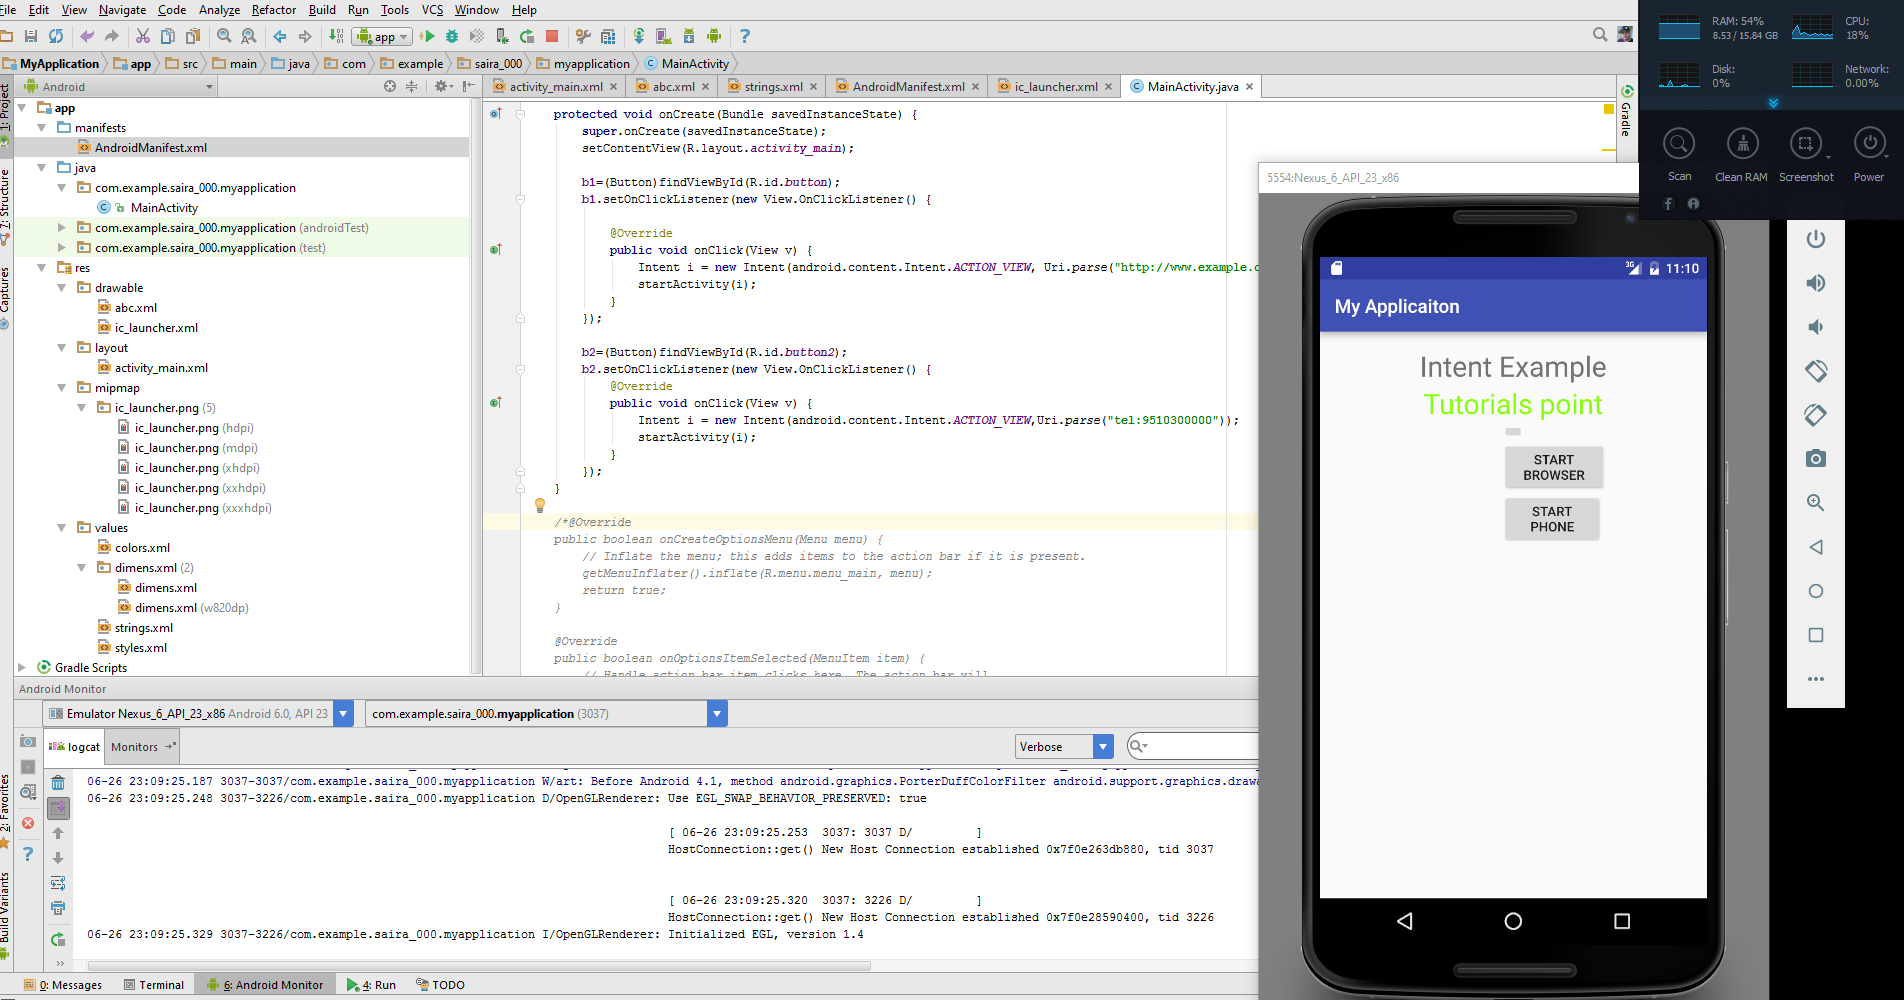 File Edit View Navigate Code Analyze Refactor Build Run Tools VCS Window Help
app
MyApplication app src main java com example saira_000 myapplication MainActivity
Android
activity_main.xml abc.xml strings.xml AndroidManifest.xml ic_launcher.xml MainActivity.java
1: Project
7: Structure
Captures
2: Favorites
Build Variants
Gradle
app
manifests
AndroidManifest.xml
java
com.example.saira_000.myapplication
MainActivity
com.example.saira_000.myapplication (androidTest)
com.example.saira_000.myapplication (test)
res
drawable
abc.xml
ic_launcher.xml
layout
activity_main.xml
mipmap
ic_launcher.png (5)
ic_launcher.png (hdpi)
ic_launcher.png (mdpi)
ic_launcher.png (xhdpi)
ic_launcher.png (xxhdpi)
ic_launcher.png (xxxhdpi)
values
colors.xml
dimens.xml (2)
dimens.xml
dimens.xml (w820dp)
strings.xml
styles.xml
Gradle Scripts
protected void onCreate(Bundle savedInstanceState) {
super.onCreate(savedInstanceState);
setContentView(R.layout.activity_main);
b1=(Button)findViewById(R.id.button);
b1.setOnClickListener(new View.OnClickListener() {
@Override
public void onClick(View v) {
Intent i = new Intent(android.content.Intent.ACTION_VIEW, Uri.parse("http://www.example.c
startActivity(i);
}
});
b2=(Button)findViewById(R.id.button2);
b2.setOnClickListener(new View.OnClickListener() {
@Override
public void onClick(View v) {
Intent i = new Intent(android.content.Intent.ACTION_VIEW,Uri.parse("tel:9510300000"));
startActivity(i);
}
});
}
/*@Override
public boolean onCreateOptionsMenu(Menu menu) {
// Inflate the menu; this adds items to the action bar if it is present.
getMenuInflater().inflate(R.menu.menu_main, menu);
return true;
}
@Override
public boolean onOptionsItemSelected(MenuItem item) {
// Handle action bar item clicks here. The action bar will
Android Monitor
Emulator Nexus_6_API_23_x86 Android 6.0, API 23
com.example.saira_000.myapplication (3037)
logcat Monitors
Verbose
06-26 23:09:25.187 3037-3037/com.example.saira_000.myapplication W/art: Before Android 4.1, method android.graphics.PorterDuffColorFilter android.support.graphics.drawa
06-26 23:09:25.248 3037-3226/com.example.saira_000.myapplication D/OpenGLRenderer: Use EGL_SWAP_BEHAVIOR_PRESERVED: true
[ 06-26 23:09:25.253 3037: 3037 D/ ]
HostConnection::get() New Host Connection established 0x7f0e263db880, tid 3037
[ 06-26 23:09:25.320 3037: 3226 D/ ]
HostConnection::get() New Host Connection established 0x7f0e28590400, tid 3226
06-26 23:09:25.329 3037-3226/com.example.saira_000.myapplication I/OpenGLRenderer: Initialized EGL, version 1.4
0: Messages Terminal 6: Android Monitor 4: Run TODO
5554:Nexus_6_API_23_x86
3G 11:10
My Applicaiton
Intent Example
Tutorials point
START
BROWSER
START
PHONE
RAM: 54%
8.53 / 15.84 GB
CPU:
18%
Disk:
0%
Network:
0.00%
Scan Clean RAM Screenshot Power